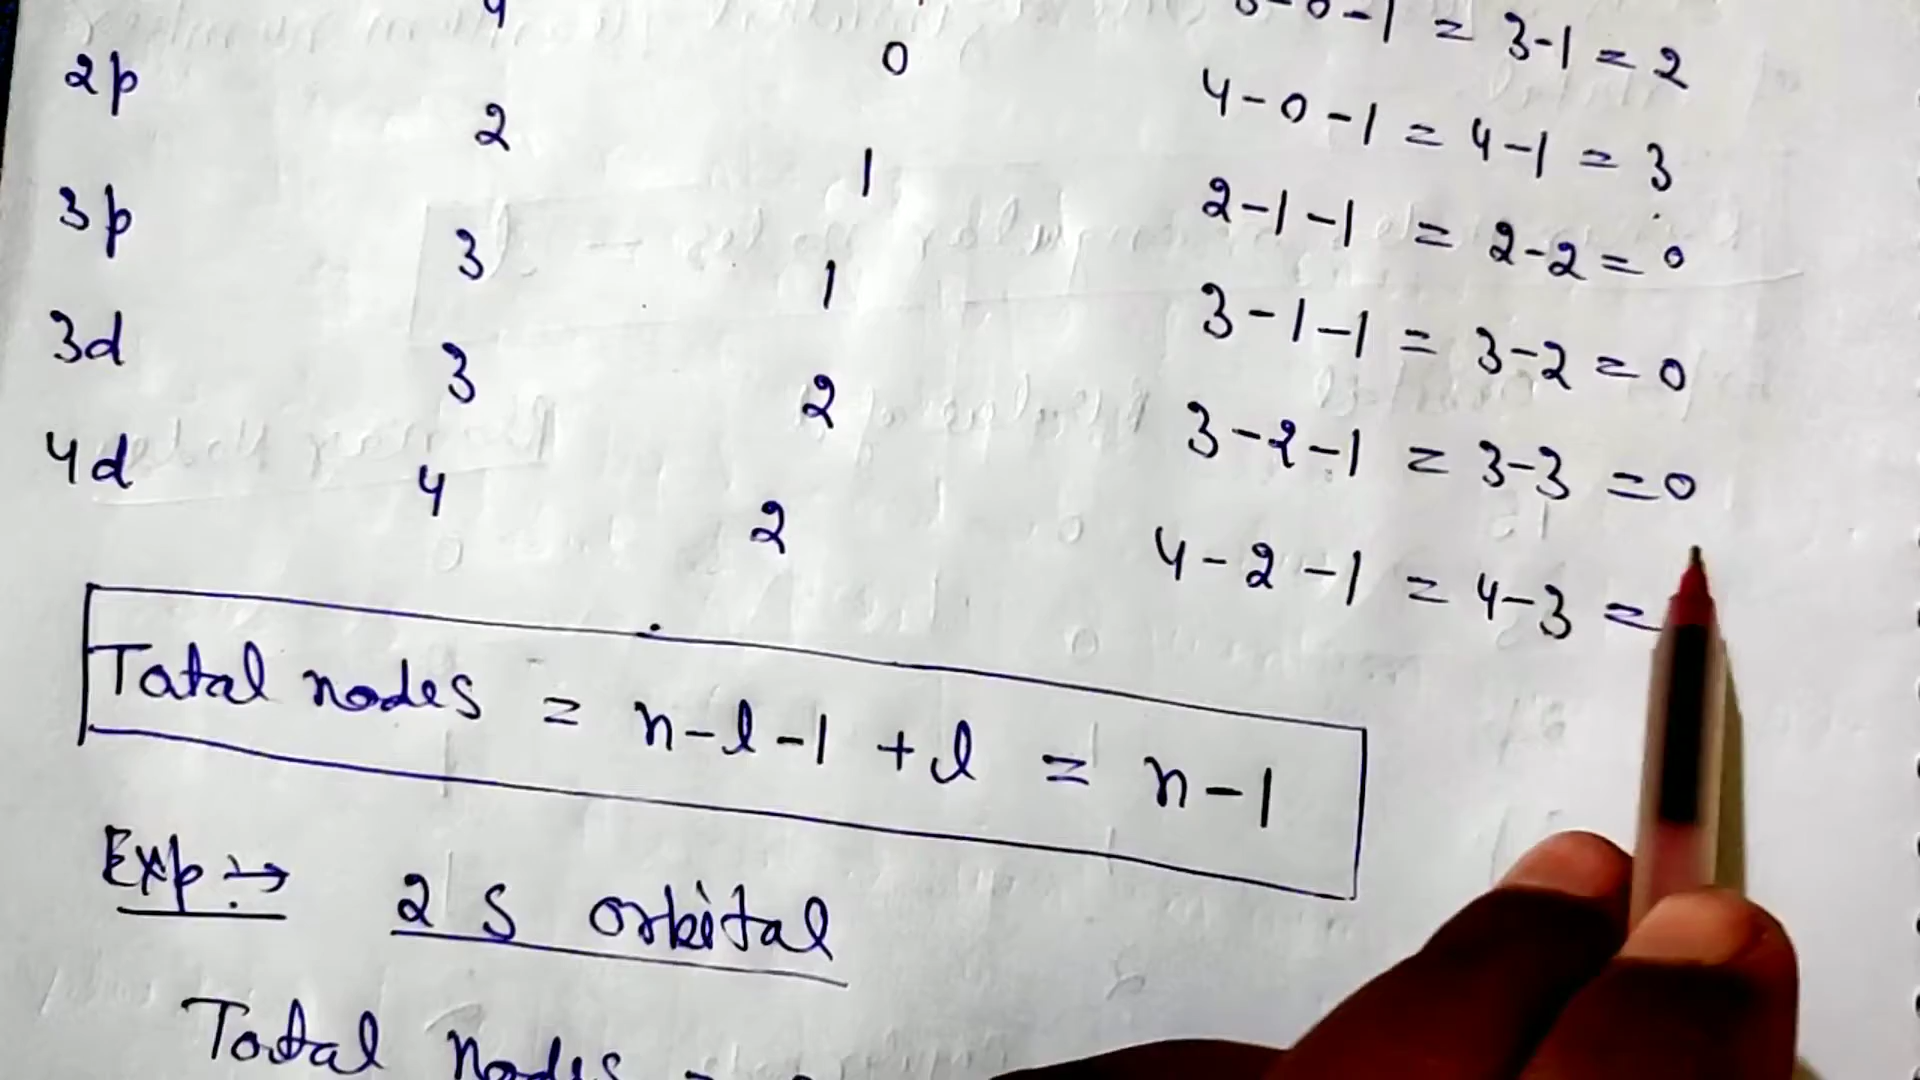 4 0 3-0-1 = 3-1 = 2
2p 2 1 4-0-1 = 4-1 = 3
3p 3 1 2-1-1 = 2-2 = 0
3d 3 2 3-1-1 = 3-2 = 0
4d 4 2 3-2-1 = 3-3 = 0
4-2-1 = 4-3 =
Tatal nodes = n-l-1 + l = n-1
Exp:→ 2 S orbital
Total nodes =